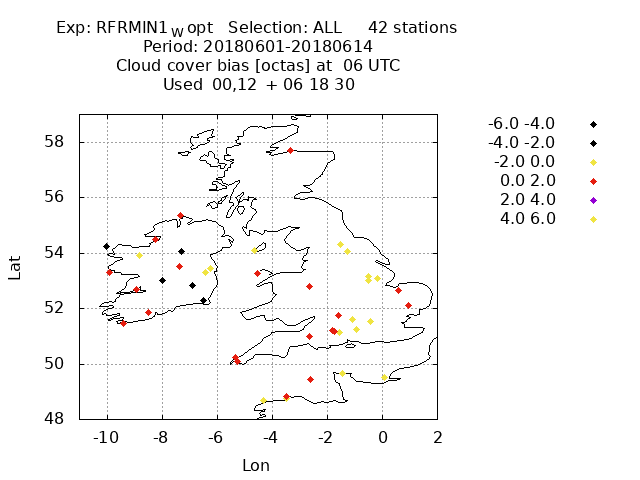 Exp: RFRMIN1Wopt Selection: ALL 42 stations
Period: 20180601-20180614
Cloud cover bias [octas] at 06 UTC
Used 00,12 + 06 18 30
-6.0 -4.0
-4.0 -2.0
-2.0 0.0
0.0 2.0
2.0 4.0
4.0 6.0
58
56
54
52
50
48
Lat
-10 -8 -6 -4 -2 0 2
Lon